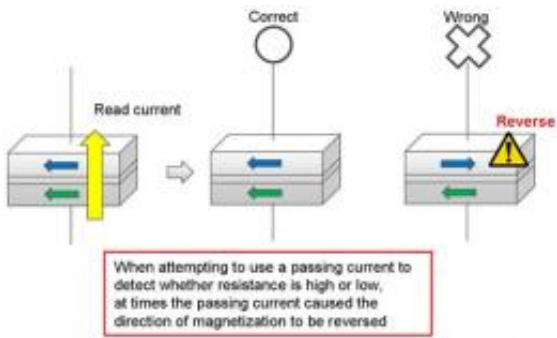 Correct
Wrong
Read current
Reverse
When attempting to use a passing current to
detect whether resistance is high or low,
at times the passing current caused the
direction of magnetization to be reversed